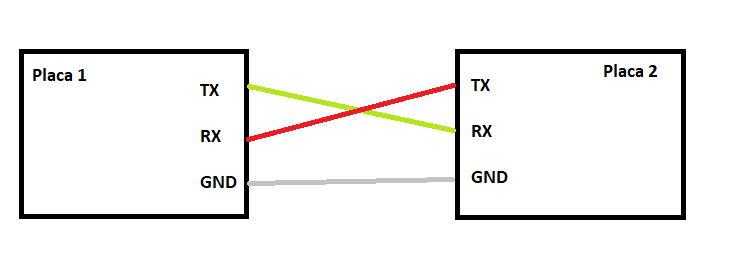 Placa 1
TX
RX
GND
Placa 2
TX
RX
GND